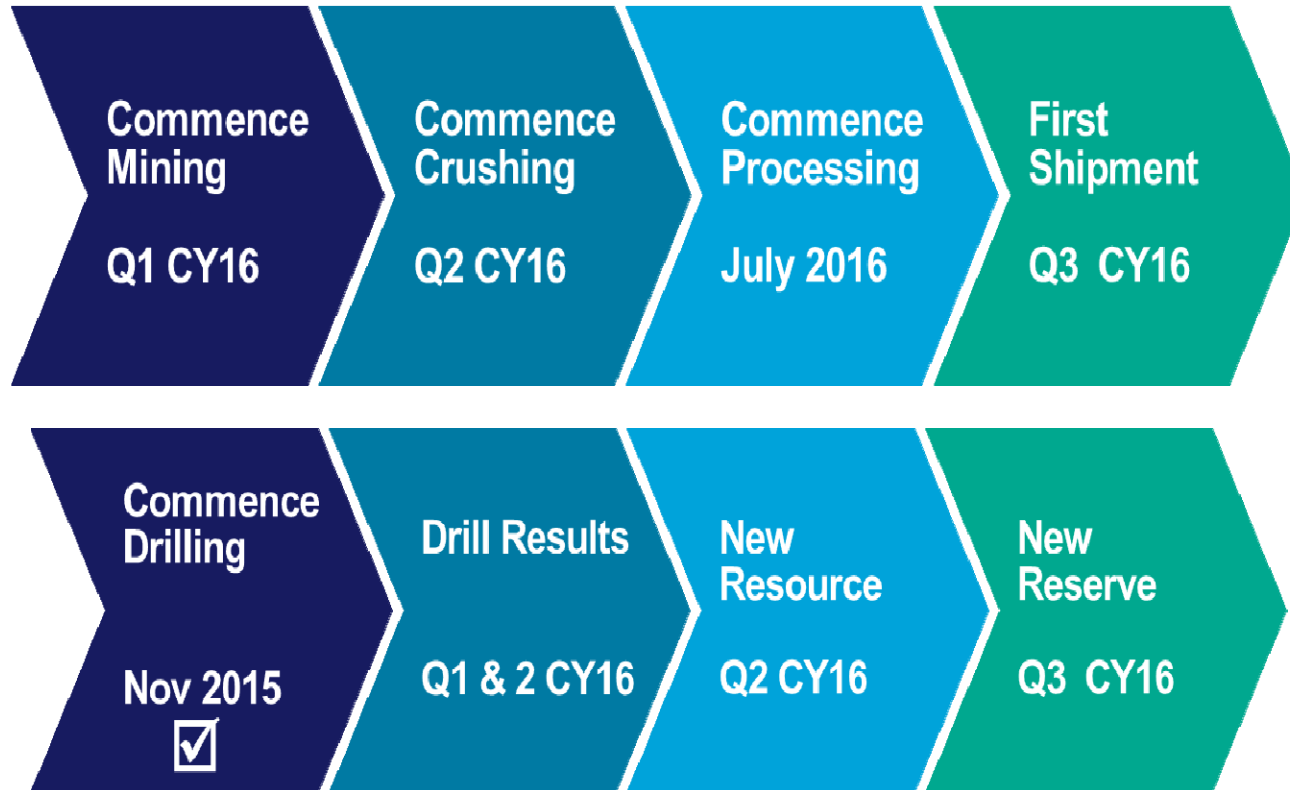 Commence
Mining
Q1 CY16
Commence
Crushing
Q2 CY16
Commence
Processing
July 2016
First
Shipment
Q3 CY16
Commence
Drilling
Nov 2015
Drill Results
Q1 & 2 CY16
New
Resource
Q2 CY16
New
Reserve
Q3 CY16